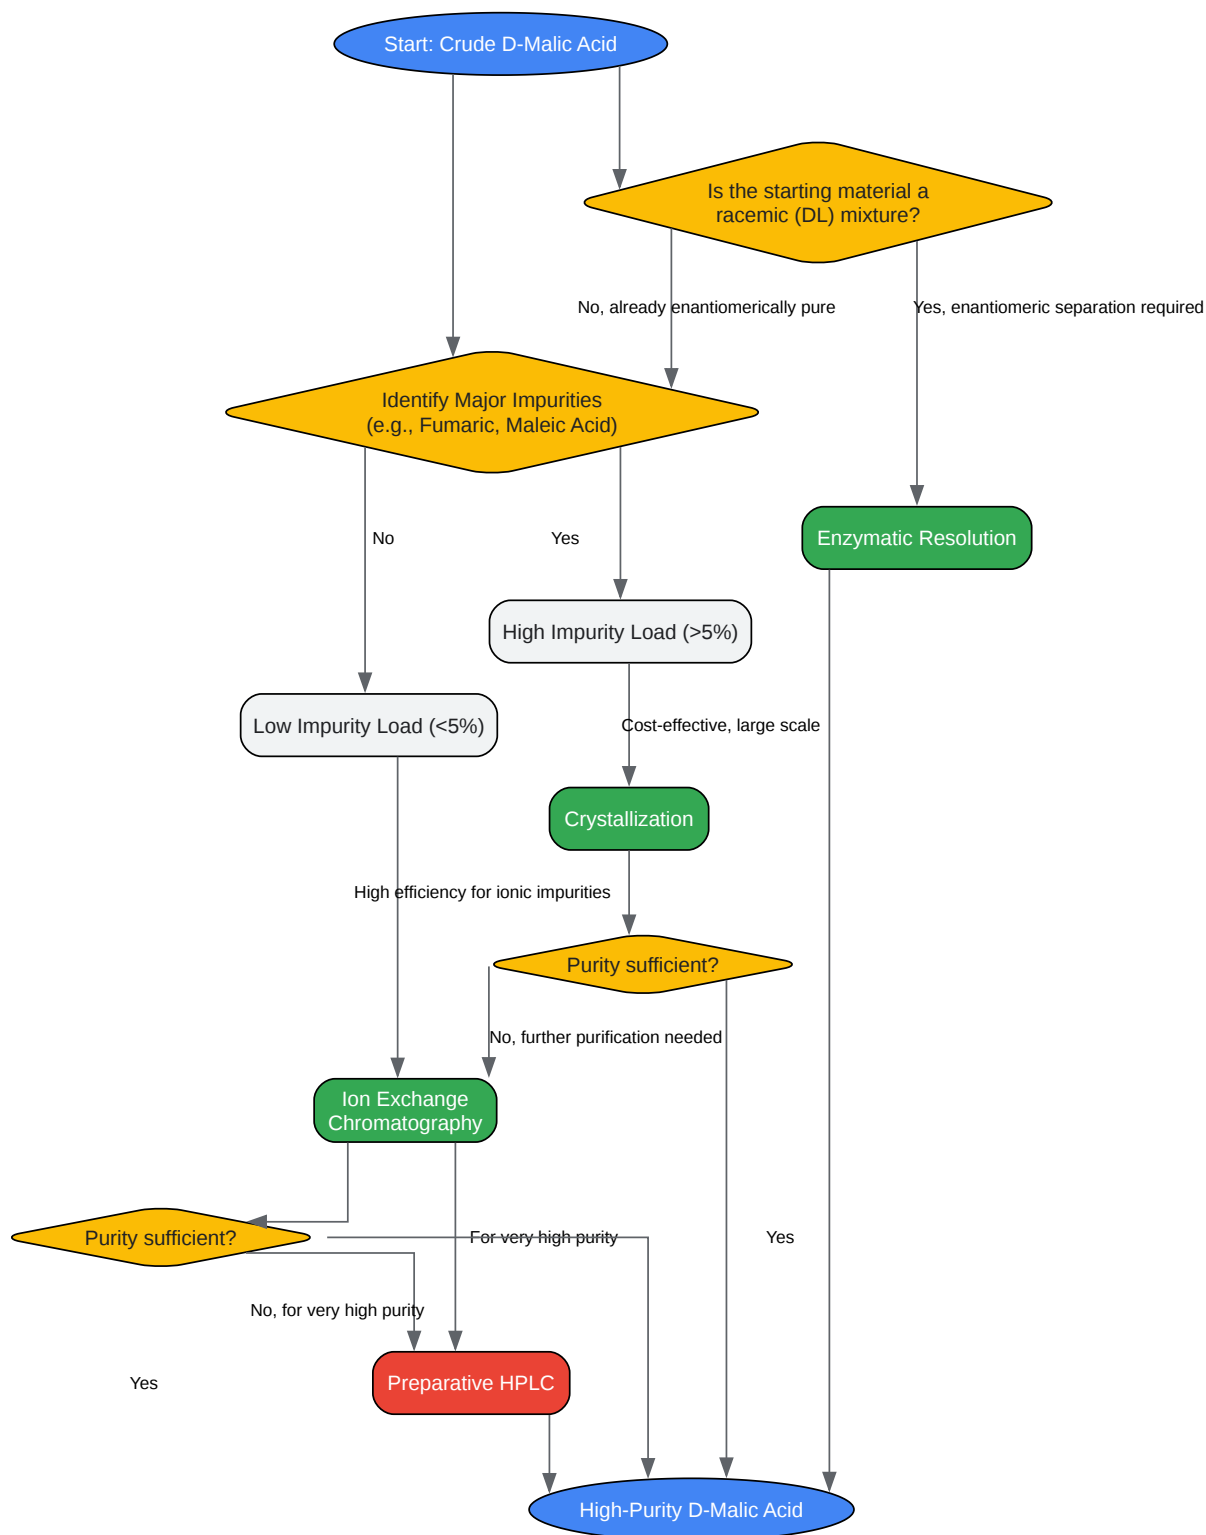 Start: Crude D-Malic Acid
Is the starting material a
racemic (DL) mixture?
No, already enantiomerically pure
Yes, enantiomeric separation required
Identify Major Impurities
(e.g., Fumaric, Maleic Acid)
No
Yes
Enzymatic Resolution
High Impurity Load (>5%)
Low Impurity Load (<5%)
Cost-effective, large scale
Crystallization
High efficiency for ionic impurities
Purity sufficient?
No, further purification needed
Ion Exchange
Chromatography
Purity sufficient?
For very high purity
Yes
No, for very high purity
Yes
Preparative HPLC
High-Purity D-Malic Acid